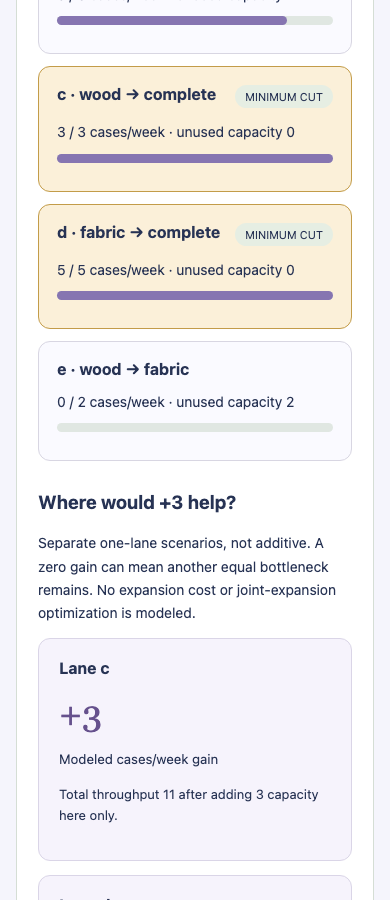 c · wood → complete
MINIMUM CUT
3 / 3 cases/week · unused capacity 0
d · fabric → complete
MINIMUM CUT
5 / 5 cases/week · unused capacity 0
e · wood → fabric
0 / 2 cases/week · unused capacity 2
Where would +3 help?
Separate one-lane scenarios, not additive. A
zero gain can mean another equal bottleneck
remains. No expansion cost or joint-expansion
optimization is modeled.
Lane c
+3
Modeled cases/week gain
Total throughput 11 after adding 3 capacity
here only.